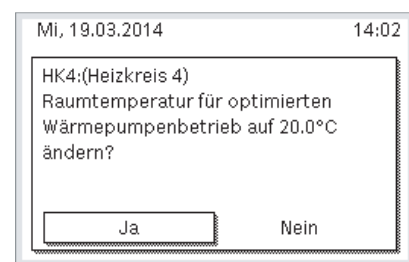 Mi, 19.03.2014 14:02
HK4:(Heizkreis 4)
Raumtemperatur für optimierten
Wärmepumpenbetrieb auf 20.0°C
ändern?
Ja Nein